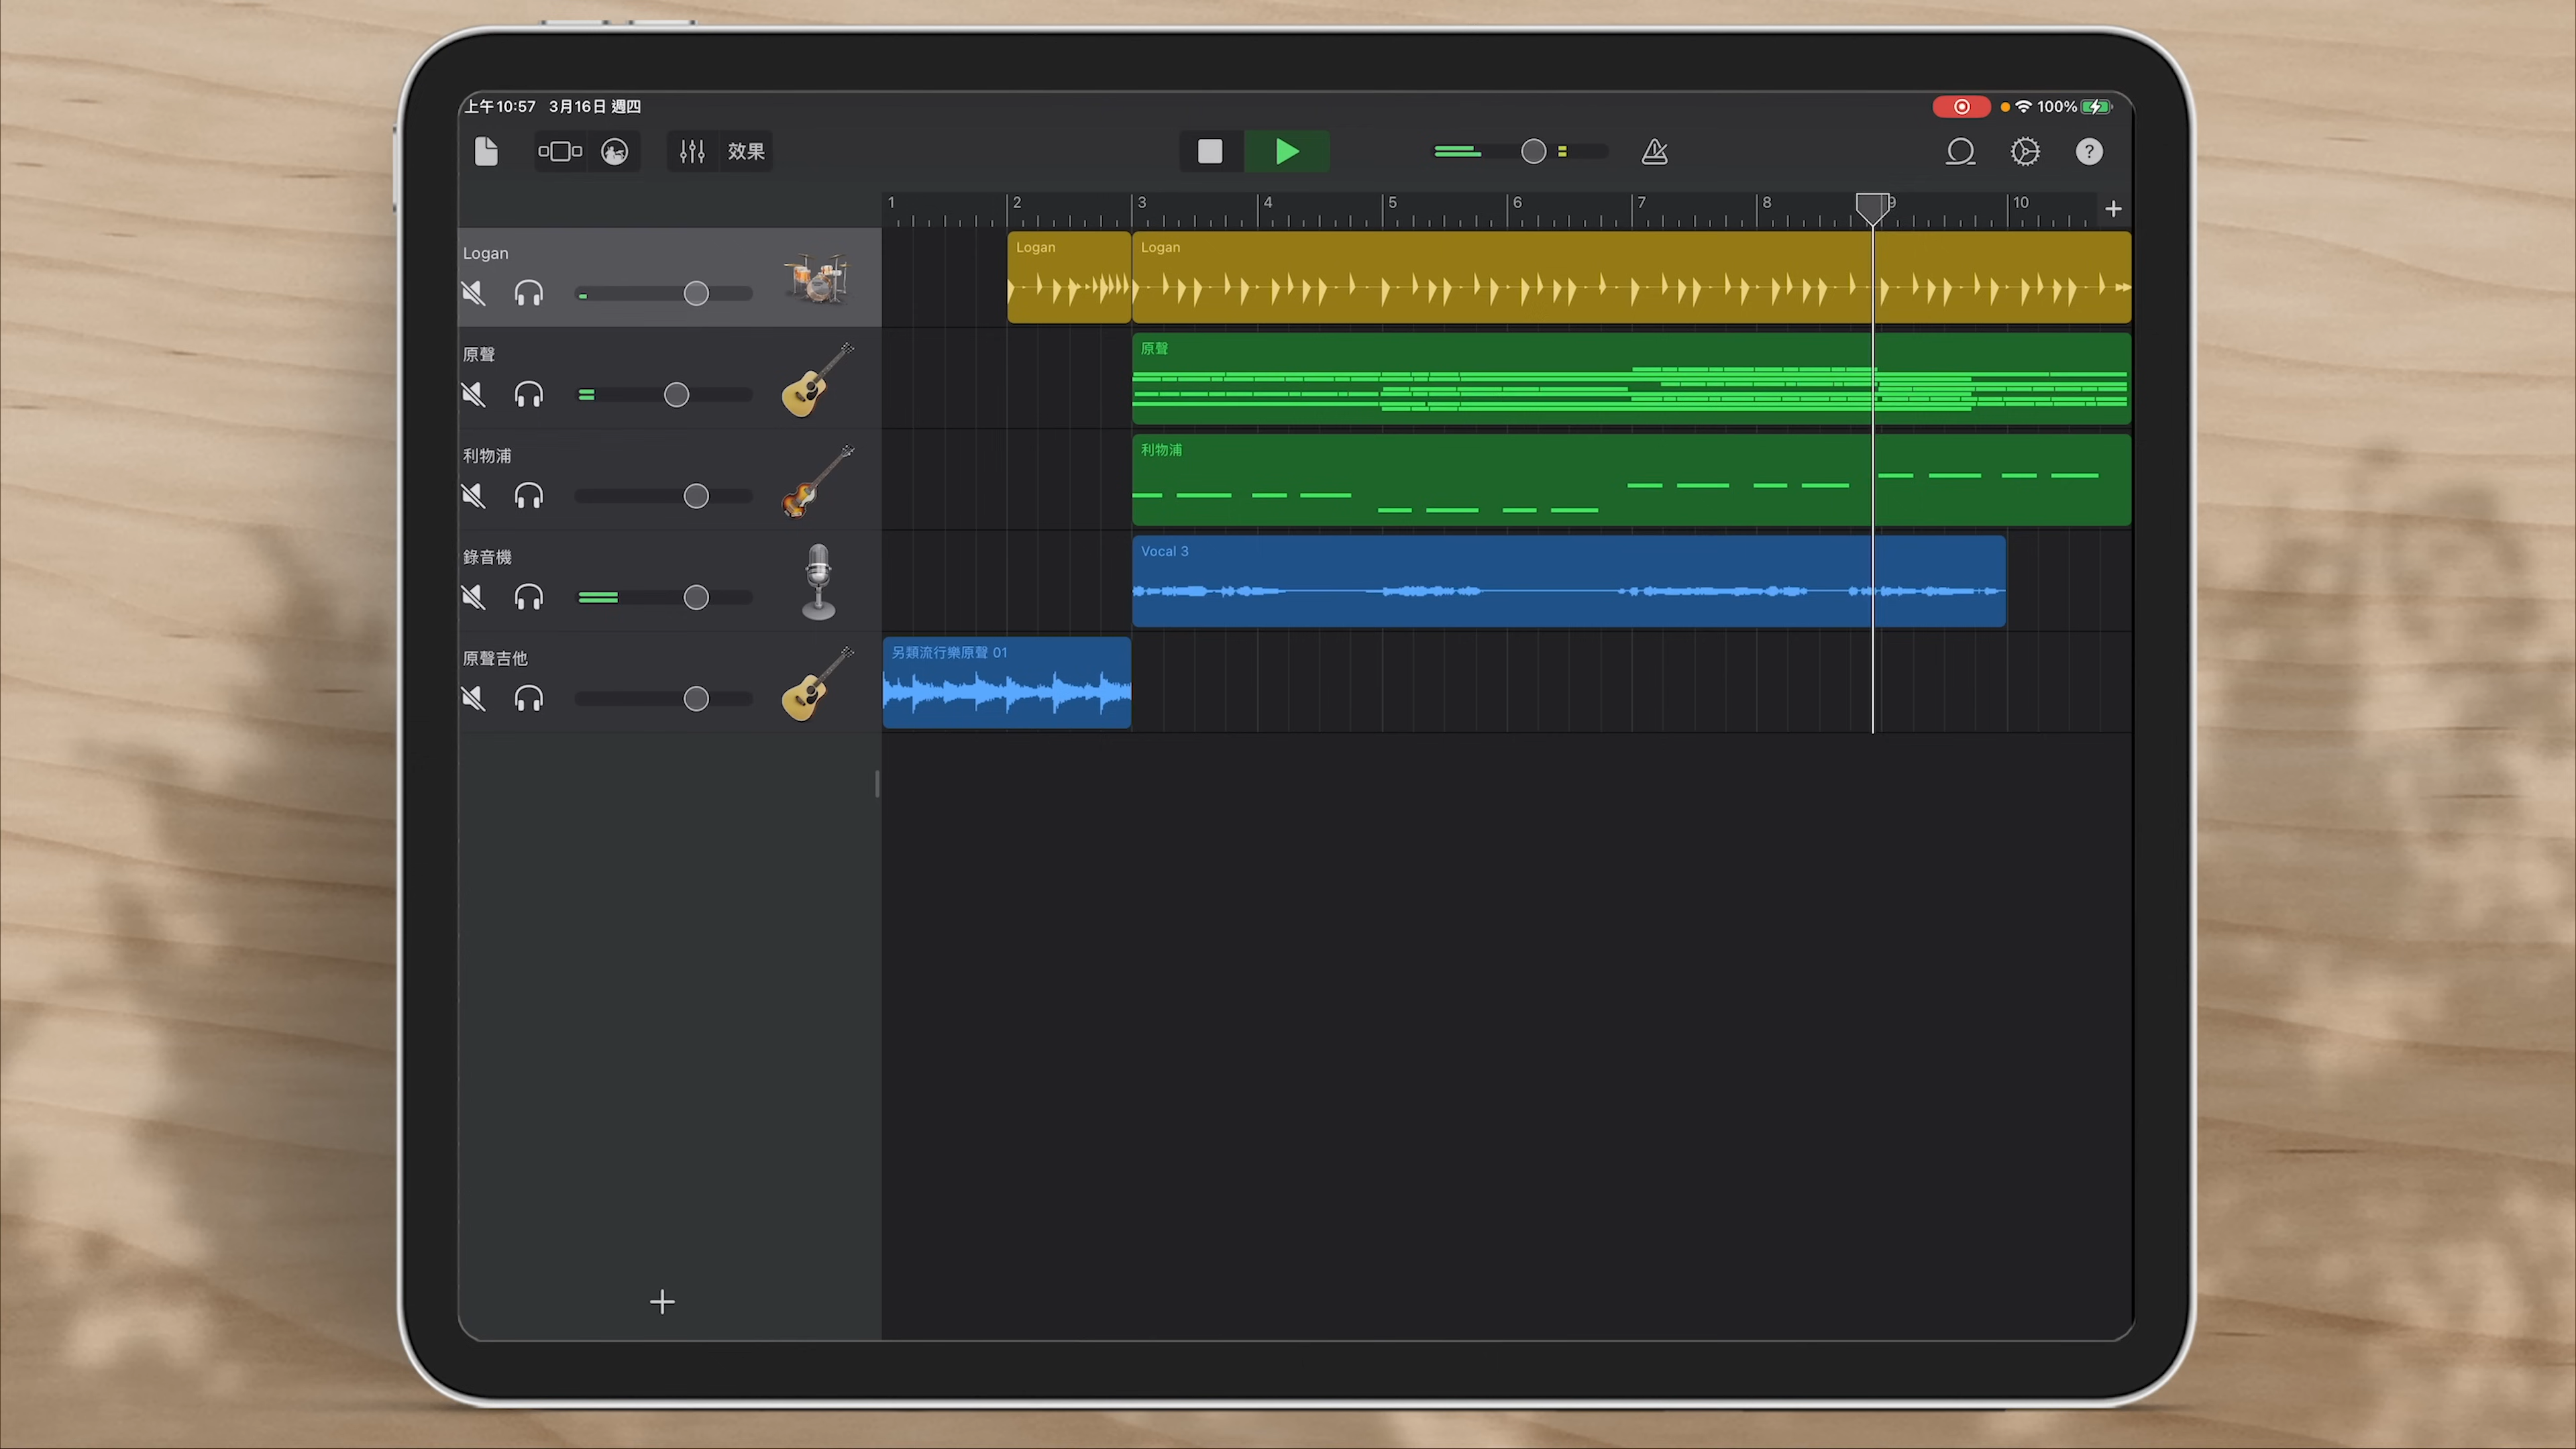 上午10:57 3月16日 週四
100%
效果
1 2 3 4 5 6 7 8 9 10
Logan
Logan Logan
原聲
原聲
利物浦
利物浦
錄音機
Vocal 3
原聲吉他
另類流行樂原聲 01